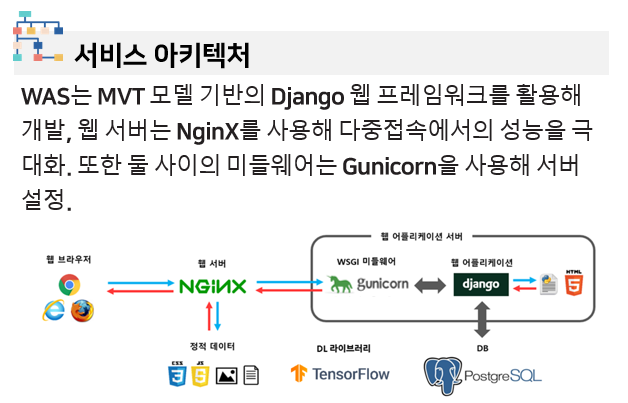 서비스 아키텍처
WAS는 MVT 모델 기반의 Django 웹 프레임워크를 활용해
개발, 웹 서버는 NginX를 사용해 다중접속에서의 성능을 극
대화. 또한 둘 사이의 미들웨어는 Gunicorn을 사용해 서버
설정.
웹 어플리케이션 서버
웹 브라우저
웹 서버
WSGI 미들웨어
웹 어플리케이션
NGINX
gunicorn
django
HTML
5
정적 데이터
DL 라이브러리
DB
CSS
3
JS
5
TensorFlow
PostgreSQL